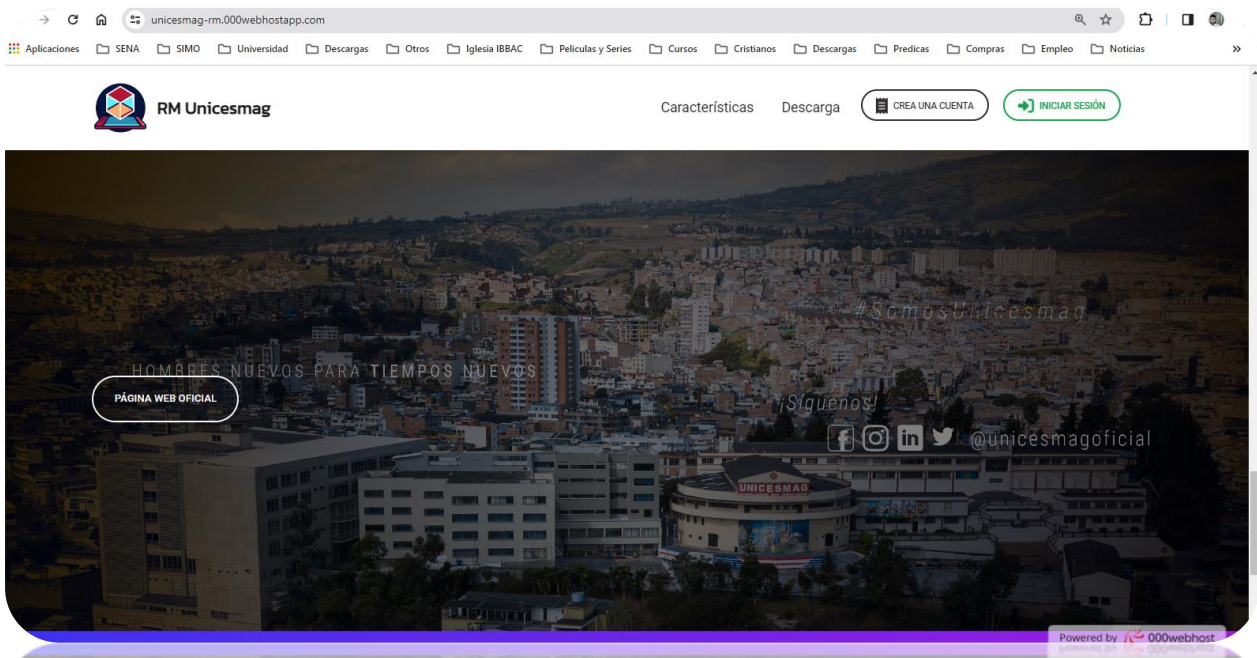 unicesmag-rm.000webhostapp.com
Aplicaciones SENA SIMO Universidad Descargas Otros Iglesia IBBAC Peliculas y Series Cursos Cristianos Descargas Predicas Compras Empleo Noticias »
RM Unicesmag Características Descarga CREA UNA CUENTA INICIAR SESIÓN
#SomosUnicesmag
HOMBRES NUEVOS PARA TIEMPOS NUEVOS
PÁGINA WEB OFICIAL
¡Síguenos!
@unicesmagoficial
UNICESMAG
Powered by 000webhost